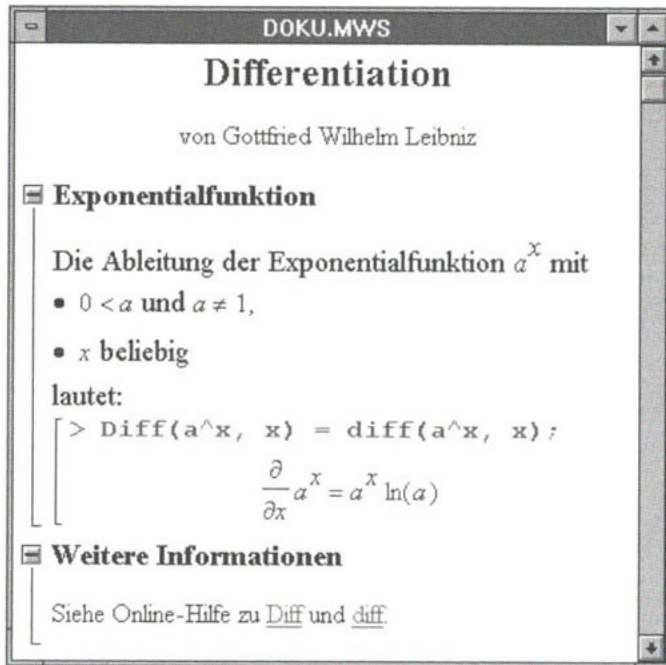 DOKU.MWS
Differentiation
von Gottfried Wilhelm Leibniz
Exponentialfunktion
Die Ableitung der Exponentialfunktion a^x mit
• 0 < a und a ≠ 1,
• x beliebig
lautet:
> Diff(a^x, x) = diff(a^x, x);
∂/∂x a^x = a^x ln(a)
Weitere Informationen
Siehe Online-Hilfe zu Diff und diff.